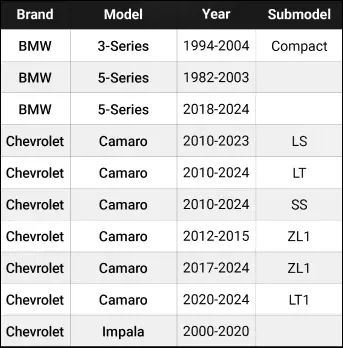 Brand Model Year Submodel
BMW 3-Series 1994-2004 Compact
BMW 5-Series 1982-2003
BMW 5-Series 2018-2024
Chevrolet Camaro 2010-2023 LS
Chevrolet Camaro 2010-2024 LT
Chevrolet Camaro 2010-2024 SS
Chevrolet Camaro 2012-2015 ZL1
Chevrolet Camaro 2017-2024 ZL1
Chevrolet Camaro 2020-2024 LT1
Chevrolet Impala 2000-2020